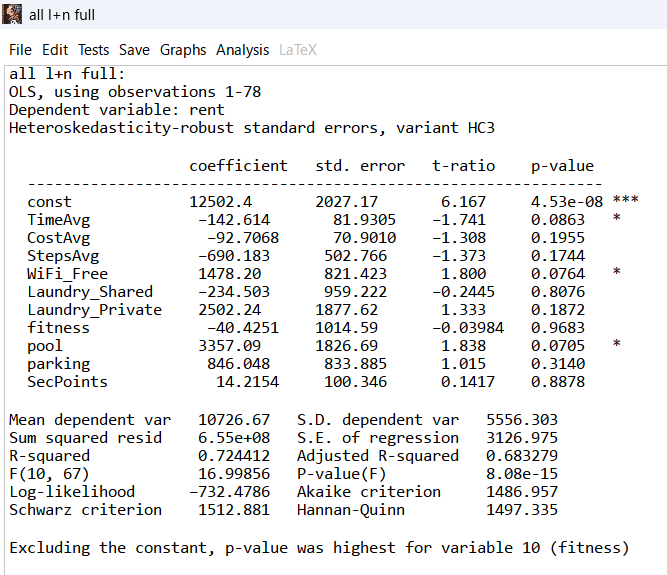 all l+n full
File Edit Tests Save Graphs Analysis LaTeX
all l+n full:
OLS, using observations 1-78
Dependent variable: rent
Heteroskedasticity-robust standard errors, variant HC3
coefficient std. error t-ratio p-value
---------------------------------------------------------------
const 12502.4 2027.17 6.167 4.53e-08 ***
TimeAvg −142.614 81.9305 −1.741 0.0863 *
CostAvg −92.7068 70.9010 −1.308 0.1955
StepsAvg −690.183 502.766 −1.373 0.1744
WiFi_Free 1478.20 821.423 1.800 0.0764 *
Laundry_Shared −234.503 959.222 −0.2445 0.8076
Laundry_Private 2502.24 1877.62 1.333 0.1872
fitness −40.4251 1014.59 −0.03984 0.9683
pool 3357.09 1826.69 1.838 0.0705 *
parking 846.048 833.885 1.015 0.3140
SecPoints 14.2154 100.346 0.1417 0.8878
Mean dependent var 10726.67 S.D. dependent var 5556.303
Sum squared resid 6.55e+08 S.E. of regression 3126.975
R-squared 0.724412 Adjusted R-squared 0.683279
F(10, 67) 16.99856 P-value(F) 8.08e-15
Log-likelihood −732.4786 Akaike criterion 1486.957
Schwarz criterion 1512.881 Hannan-Quinn 1497.335
Excluding the constant, p-value was highest for variable 10 (fitness)